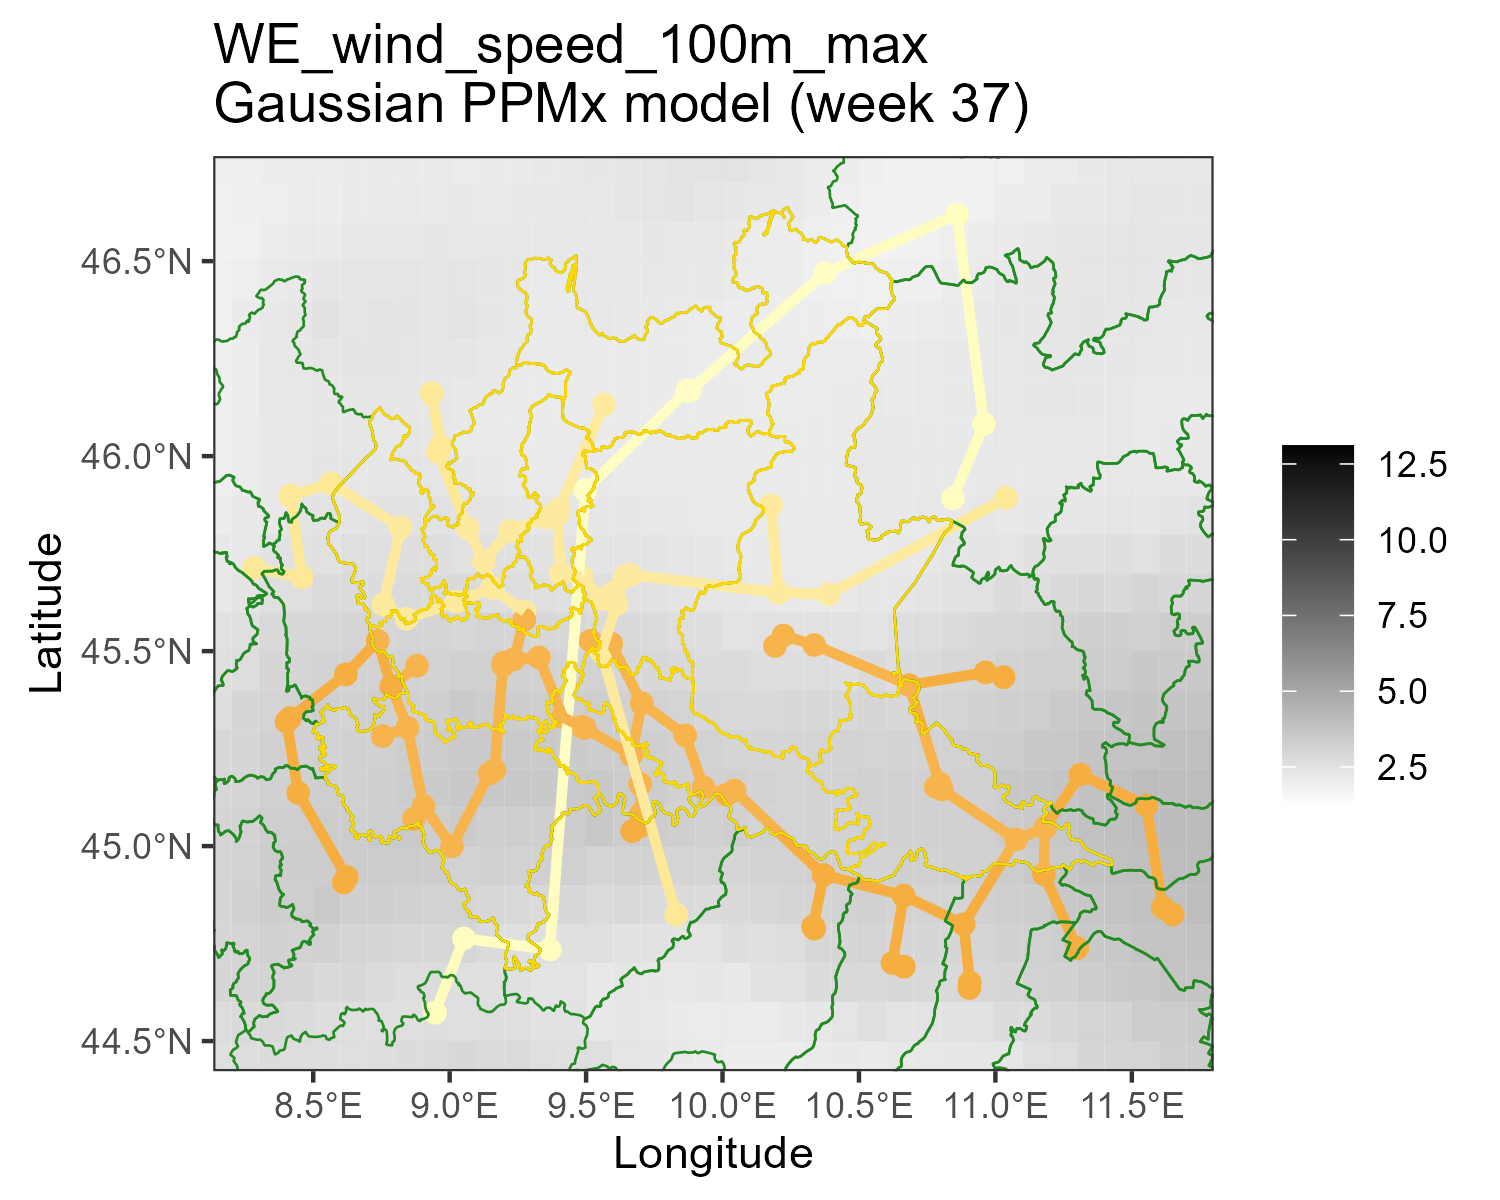 WE_wind_speed_100m_max
Gaussian PPMx model (week 37)
46.5°N
46.0°N
45.5°N
45.0°N
44.5°N
Latitude
8.5°E
9.0°E
9.5°E
10.0°E
10.5°E
11.0°E
11.5°E
Longitude
12.5
10.0
7.5
5.0
2.5